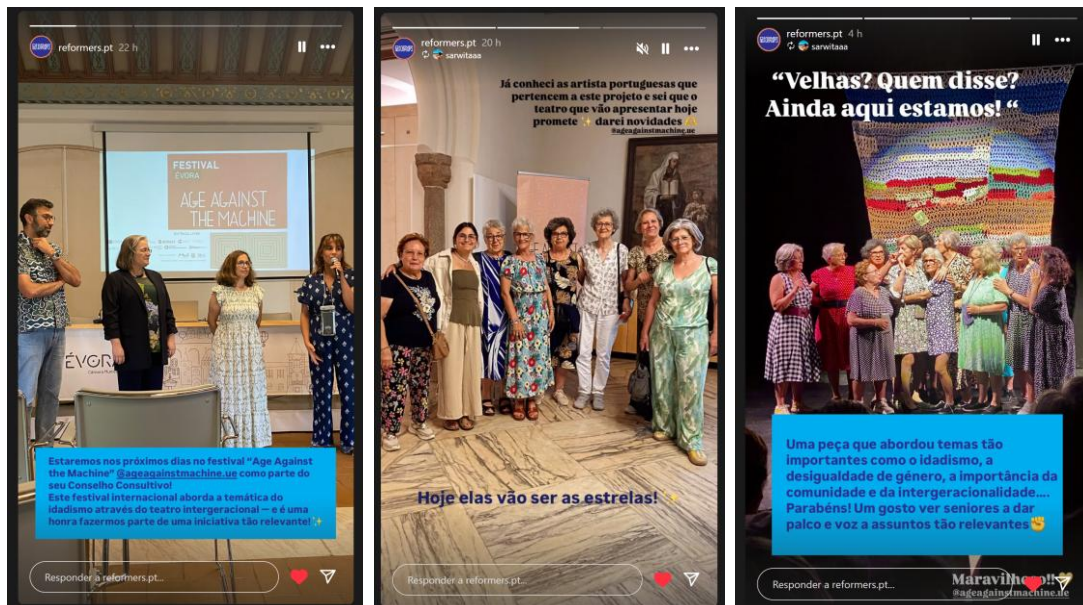 reformers.pt 22 h
FESTIVAL
ÉVORA
AGE AGAINST
THE MACHINE
ÉVORA
Estaremos nos próximos dias no festival “Age Against
the Machine” @ageagainstmachine.ue como parte do
seu Conselho Consultivo!
Este festival internacional aborda a temática do
idadismo através do teatro intergeracional — e é uma
honra fazermos parte de uma iniciativa tão relevante!✨
Responder a reformers.pt...
reformers.pt 20 h
sarwitaaa
Já conheci as artista portuguesas que
pertencem a este projeto e sei que o
teatro que vão apresentar hoje
promete ✨ darei novidades
@ageagainstmachine.ue
Hoje elas vão ser as estrelas! ✨
Responder a reformers.pt...
reformers.pt 4 h
sarwitaaa
“Velhas? Quem disse?
Ainda aqui estamos! “
Uma peça que abordou temas tão
importantes como o idadismo, a
desigualdade de género, a importância da
comunidade e da intergeracionalidade....
Parabéns! Um gosto ver seniores a dar
palco e voz a assuntos tão relevantes✊
Responder a reformers.pt...
Maravilhoso!!
@ageagainstmachine.ue